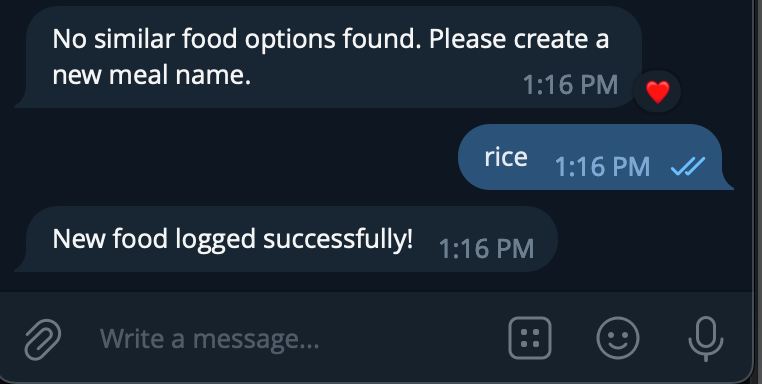 No similar food options found. Please create a
new meal name.
1:16 PM
rice 1:16 PM
New food logged successfully! 1:16 PM
Write a message...